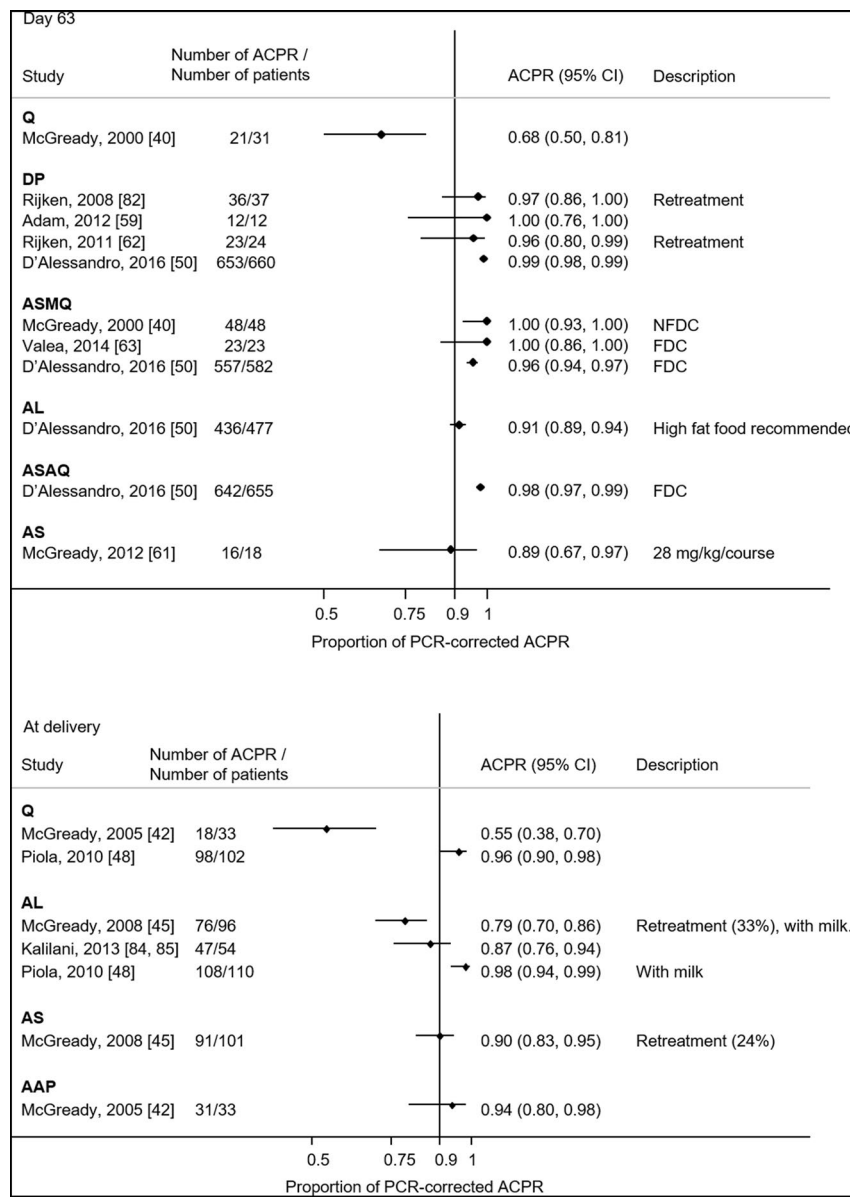 Day 63
Number of ACPR /
Study Number of patients ACPR (95% CI) Description
Q
McGready, 2000 [40] 21/31 0.68 (0.50, 0.81)
DP
Rijken, 2008 [82] 36/37 0.97 (0.86, 1.00) Retreatment
Adam, 2012 [59] 12/12 1.00 (0.76, 1.00)
Rijken, 2011 [62] 23/24 0.96 (0.80, 0.99) Retreatment
D'Alessandro, 2016 [50] 653/660 0.99 (0.98, 0.99)
ASMQ
McGready, 2000 [40] 48/48 1.00 (0.93, 1.00) NFDC
Valea, 2014 [63] 23/23 1.00 (0.86, 1.00) FDC
D'Alessandro, 2016 [50] 557/582 0.96 (0.94, 0.97) FDC
AL
D'Alessandro, 2016 [50] 436/477 0.91 (0.89, 0.94) High fat food recommended
ASAQ
D'Alessandro, 2016 [50] 642/655 0.98 (0.97, 0.99) FDC
AS
McGready, 2012 [61] 16/18 0.89 (0.67, 0.97) 28 mg/kg/course
0.5 0.75 0.9 1
Proportion of PCR-corrected ACPR
At delivery
Number of ACPR /
Study Number of patients ACPR (95% CI) Description
Q
McGready, 2005 [42] 18/33 0.55 (0.38, 0.70)
Piola, 2010 [48] 98/102 0.96 (0.90, 0.98)
AL
McGready, 2008 [45] 76/96 0.79 (0.70, 0.86) Retreatment (33%), with milk.
Kalilani, 2013 [84, 85] 47/54 0.87 (0.76, 0.94)
Piola, 2010 [48] 108/110 0.98 (0.94, 0.99) With milk
AS
McGready, 2008 [45] 91/101 0.90 (0.83, 0.95) Retreatment (24%)
AAP
McGready, 2005 [42] 31/33 0.94 (0.80, 0.98)
0.5 0.75 0.9 1
Proportion of PCR-corrected ACPR